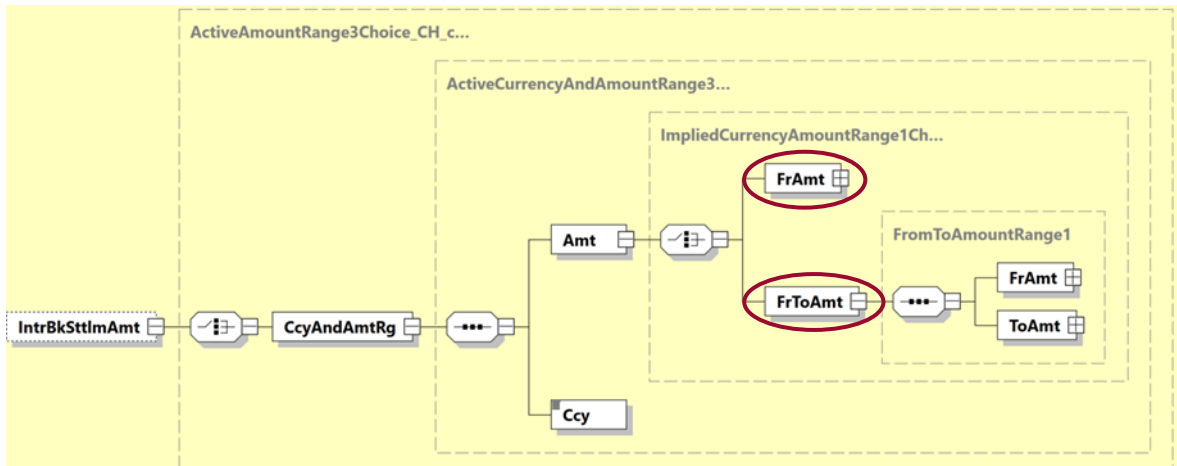 ActiveAmountRange3Choice_CH_c...
ActiveCurrencyAndAmountRange3...
ImpliedCurrencyAmountRange1Ch...
FrAmt
FromToAmountRange1
Amt
FrAmt
FrToAmt
IntrBkSttlmAmt
CcyAndAmtRg
ToAmt
Ccy